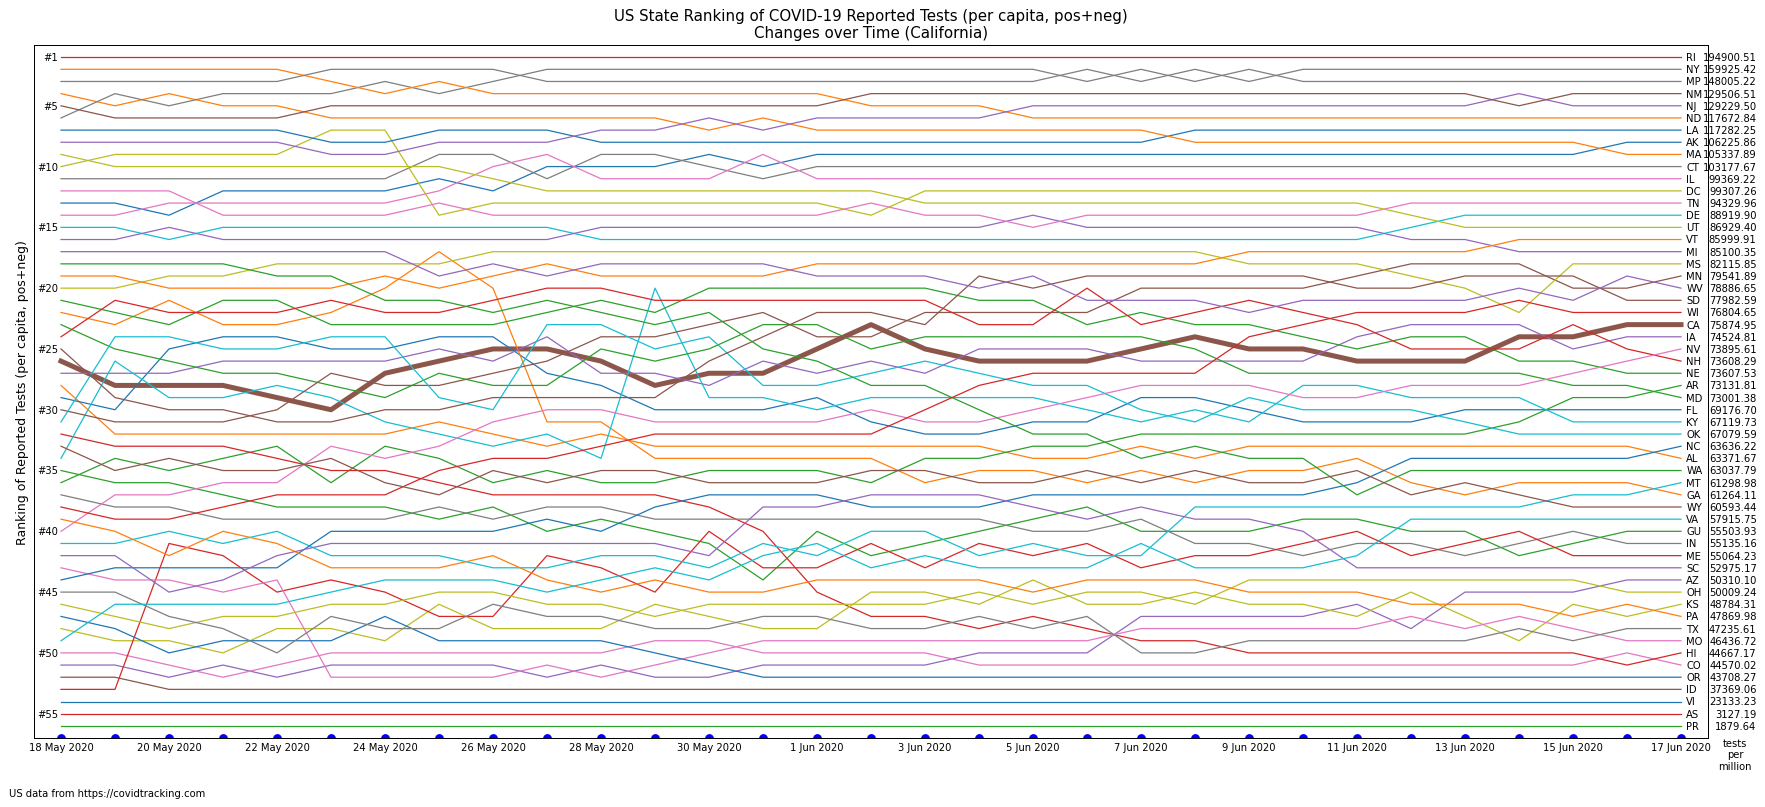 US State Ranking of COVID-19 Reported Tests (per capita, pos+neg)
Changes over Time (California)
Ranking of Reported Tests (per capita, pos+neg)
#1
#5
#10
#15
#20
#25
#30
#35
#40
#45
#50
#55
RI 194900.51
NY 159925.42
MP 148005.22
NM 129506.51
NJ 129229.50
ND 117672.84
LA 117282.25
AK 106225.86
MA 105337.89
CT 103177.67
IL 99369.22
DC 99307.26
TN 94329.96
DE 88919.90
UT 86929.40
VT 85999.91
MI 85100.35
MS 82115.85
MN 79541.89
WV 78886.65
SD 77982.59
WI 76804.65
CA 75874.95
IA 74524.81
NV 73895.61
NH 73608.29
NE 73607.53
AR 73131.81
MD 73001.38
FL 69176.70
KY 67119.73
OK 67079.59
NC 63636.22
AL 63371.67
WA 63037.79
MT 61298.98
GA 61264.11
WY 60593.44
VA 57915.75
GU 55503.93
IN 55135.16
ME 55064.23
SC 52975.17
AZ 50310.10
OH 50009.24
KS 48784.31
PA 47869.98
TX 47235.61
MO 46436.72
HI 44667.17
CO 44570.02
OR 43708.27
ID 37369.06
VI 23133.23
AS 3127.19
PR 1879.64
18 May 2020 20 May 2020 22 May 2020 24 May 2020 26 May 2020 28 May 2020 30 May 2020 1 Jun 2020 3 Jun 2020 5 Jun 2020 7 Jun 2020 9 Jun 2020 11 Jun 2020 13 Jun 2020 15 Jun 2020 17 Jun 2020
tests
per
million
US data from https://covidtracking.com